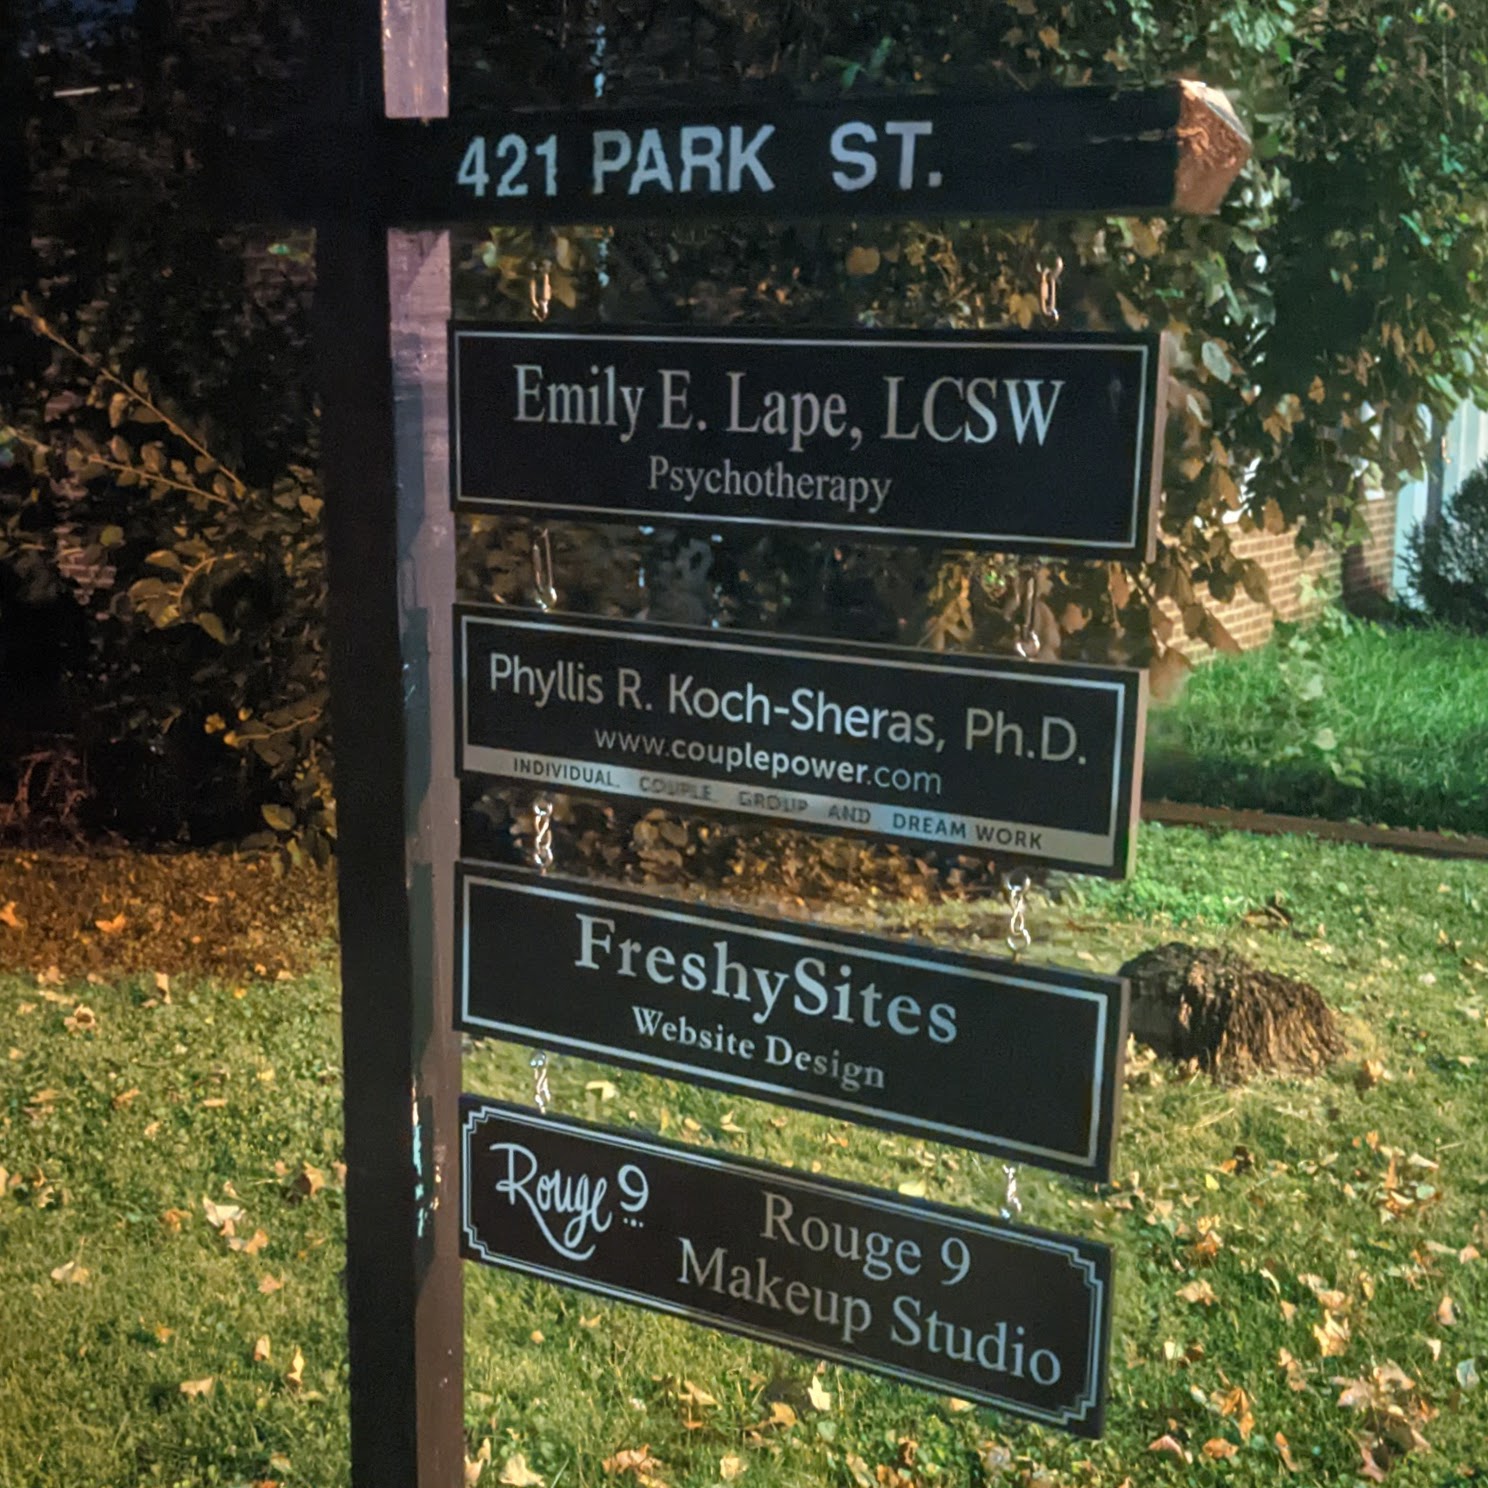 421 PARK ST.
Emily E. Lape, LCSW
Psychotherapy
Phyllis R. Koch-Sheras, Ph.D.
www.couplepower.com
INDIVIDUAL, COUPLE, GROUP AND DREAM WORK
FreshySites
Website Design
Rouge 9
Rouge 9
Makeup Studio